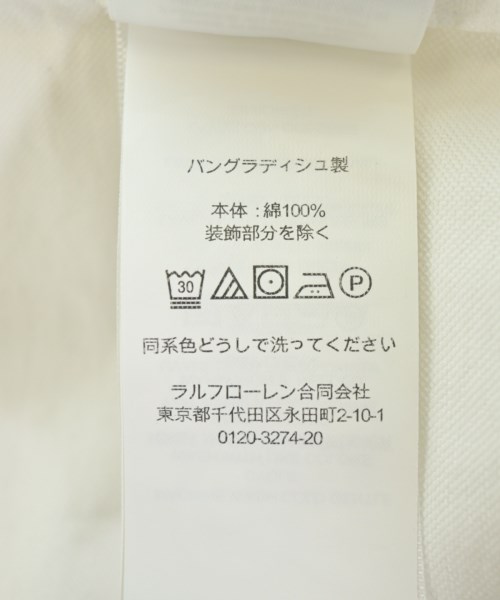 バングラディシュ製
本体 : 綿100%
装飾部分を除く
30 P
同系色どうしで洗ってください
ラルフローレン合同会社
東京都千代田区永田町2-10-1
0120-3274-20